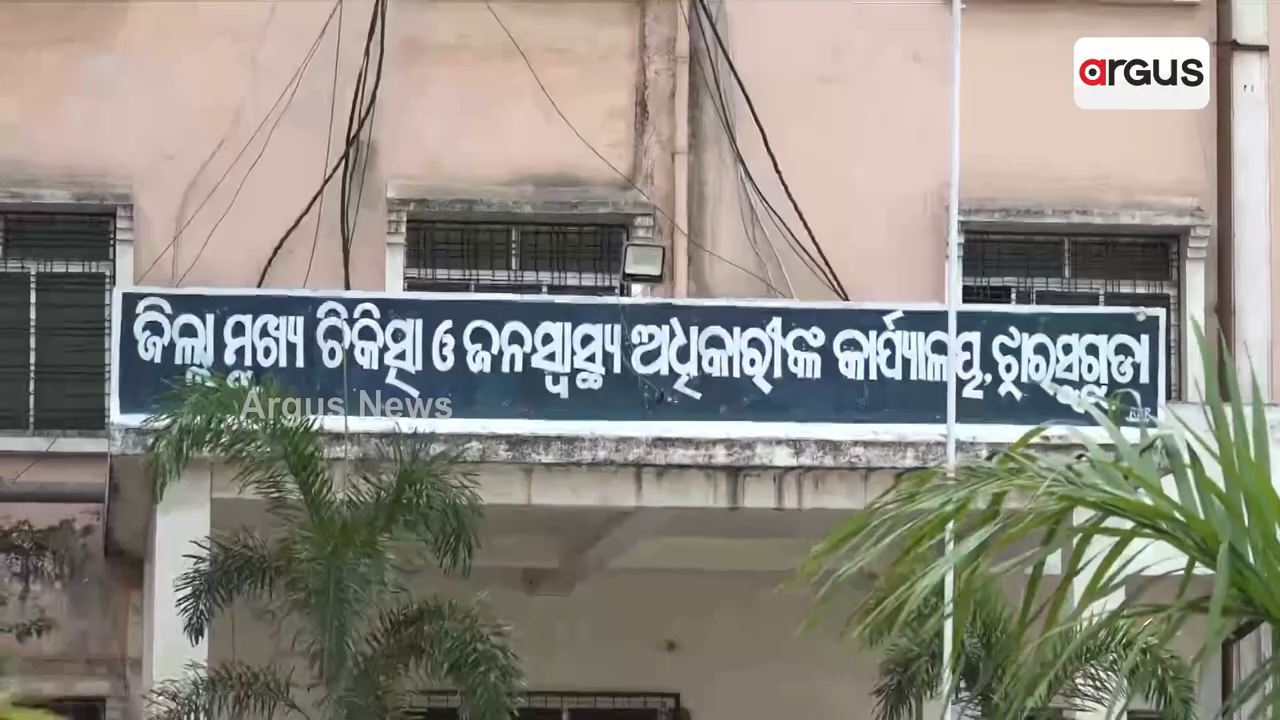 argus
ଜିଲ୍ଲା ମୁଖ୍ୟ ଚିକିତ୍ସା ଓ ଜନସ୍ୱାସ୍ଥ୍ୟ ଅଧିକାରୀଙ୍କ କାର୍ଯ୍ୟାଳୟ, ଝାରସୁଗୁଡା
Argus News